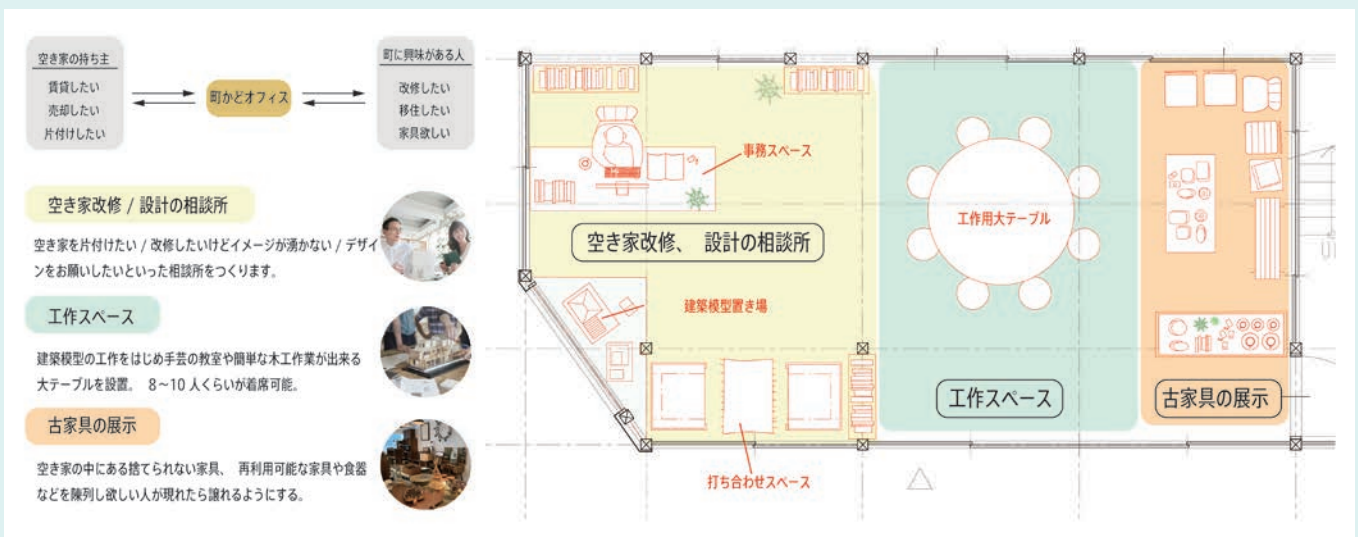 空き家の持ち主
賃貸したい
売却したい
片付けしたい
町かどオフィス
町に興味がある人
改修したい
移住したい
家具欲しい
空き家改修 / 設計の相談所
空き家を片付けたい / 改修したいけどイメージが湧かない / デザイ
ンをお願いしたいといった相談所をつくります。
工作スペース
建築模型の工作をはじめ手芸の教室や簡単な木工作業が出来る
大テーブルを設置。 8〜10 人くらいが着席可能。
古家具の展示
空き家の中にある捨てられない家具、 再利用可能な家具や食器
などを陳列し欲しい人が現れたら譲れるようにする。
事務スペース
空き家改修、 設計の相談所
建築模型置き場
打ち合わせスペース
工作用大テーブル
工作スペース
古家具の展示